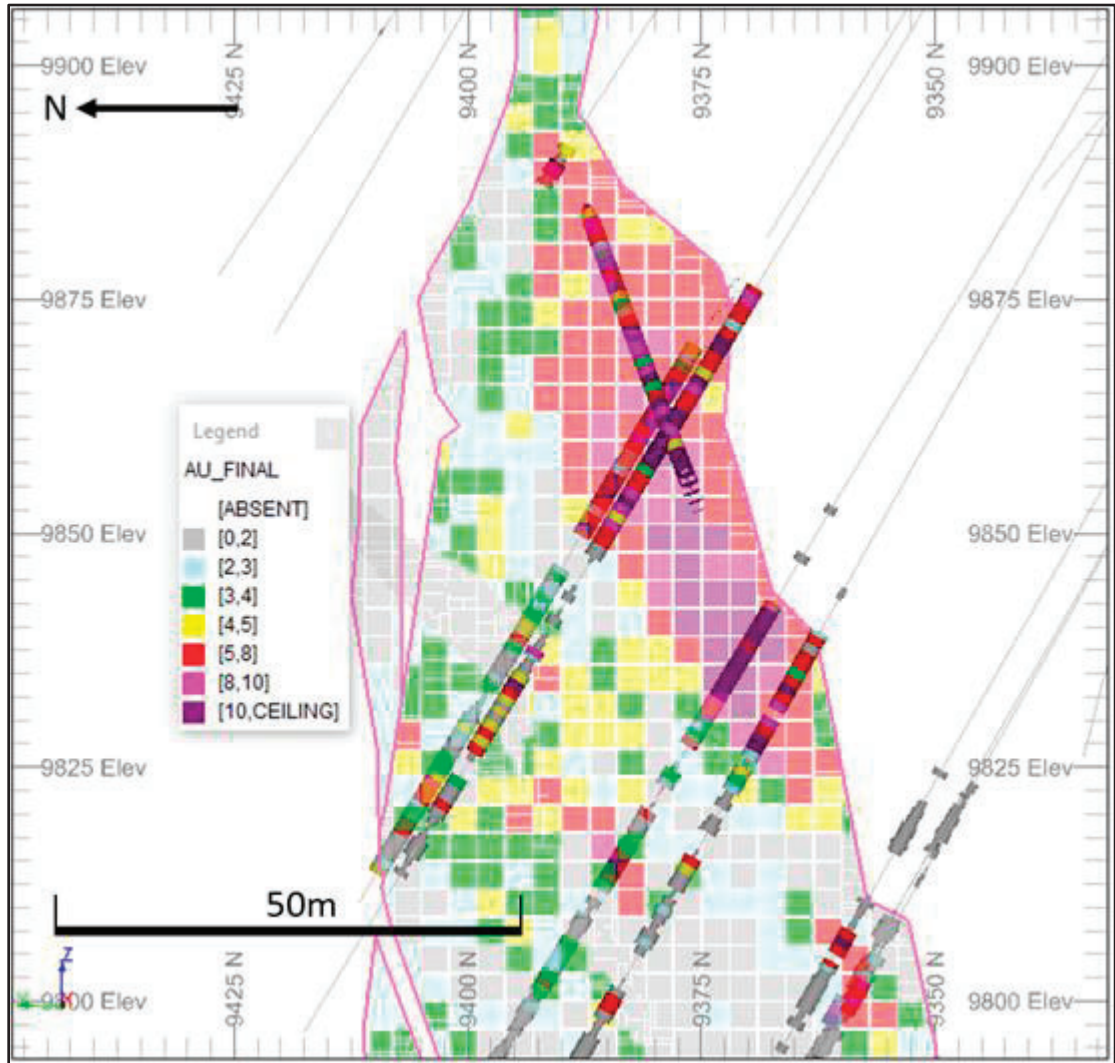 9425 N
9400 N
9375 N
9350 N
9900 Elev
9900 Elev
N
9875 Elev
9875 Elev
Legend
AU_FINAL
[ABSENT]
[0,2]
[2,3]
[3,4]
[4,5]
[5,8]
[8,10]
[10,CEILING]
9850 Elev
9850 Elev
9825 Elev
9825 Elev
50m
Z
9425 N
9400 N
9375 N
9350 N
9800 Elev
9800 Elev